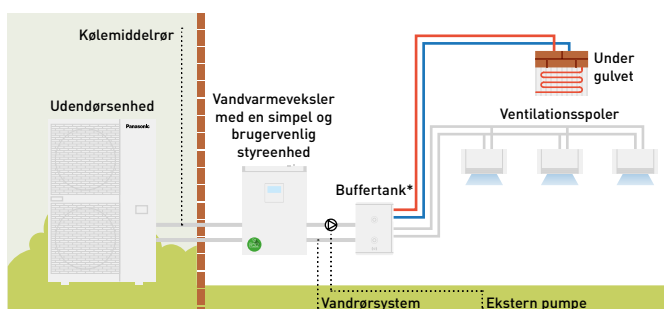 Kølemiddelrør
Udendørsenhed
Panasonic
Vandvarmeveksler
med en simpel og
brugervenlig
styreenhed
Buffertank*
Under
gulvet
Ventilationsspoler
Vandrørsystem
Ekstern pumpe